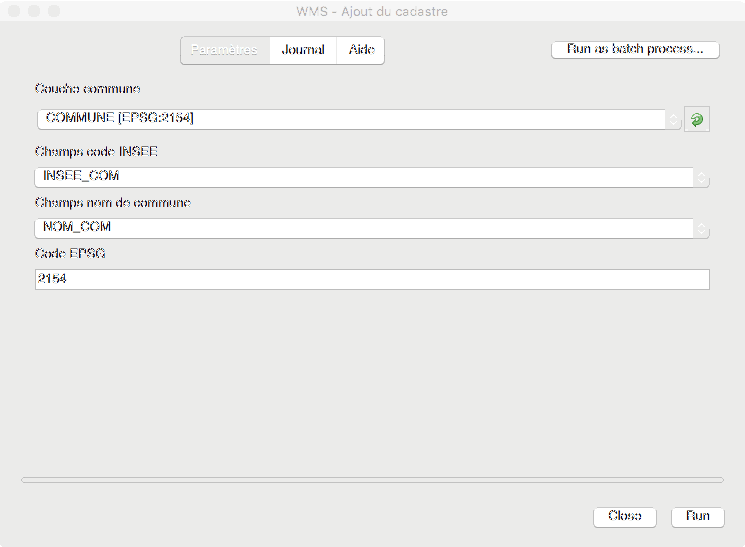 WMS - Ajout du cadastre
Paramètres Journal Aide Run as batch process...
Couche commune
COMMUNE [EPSG:2154]
Champs code INSEE
INSEE_COM
Champs nom de commune
NOM_COM
Code EPSG
2154
Close Run